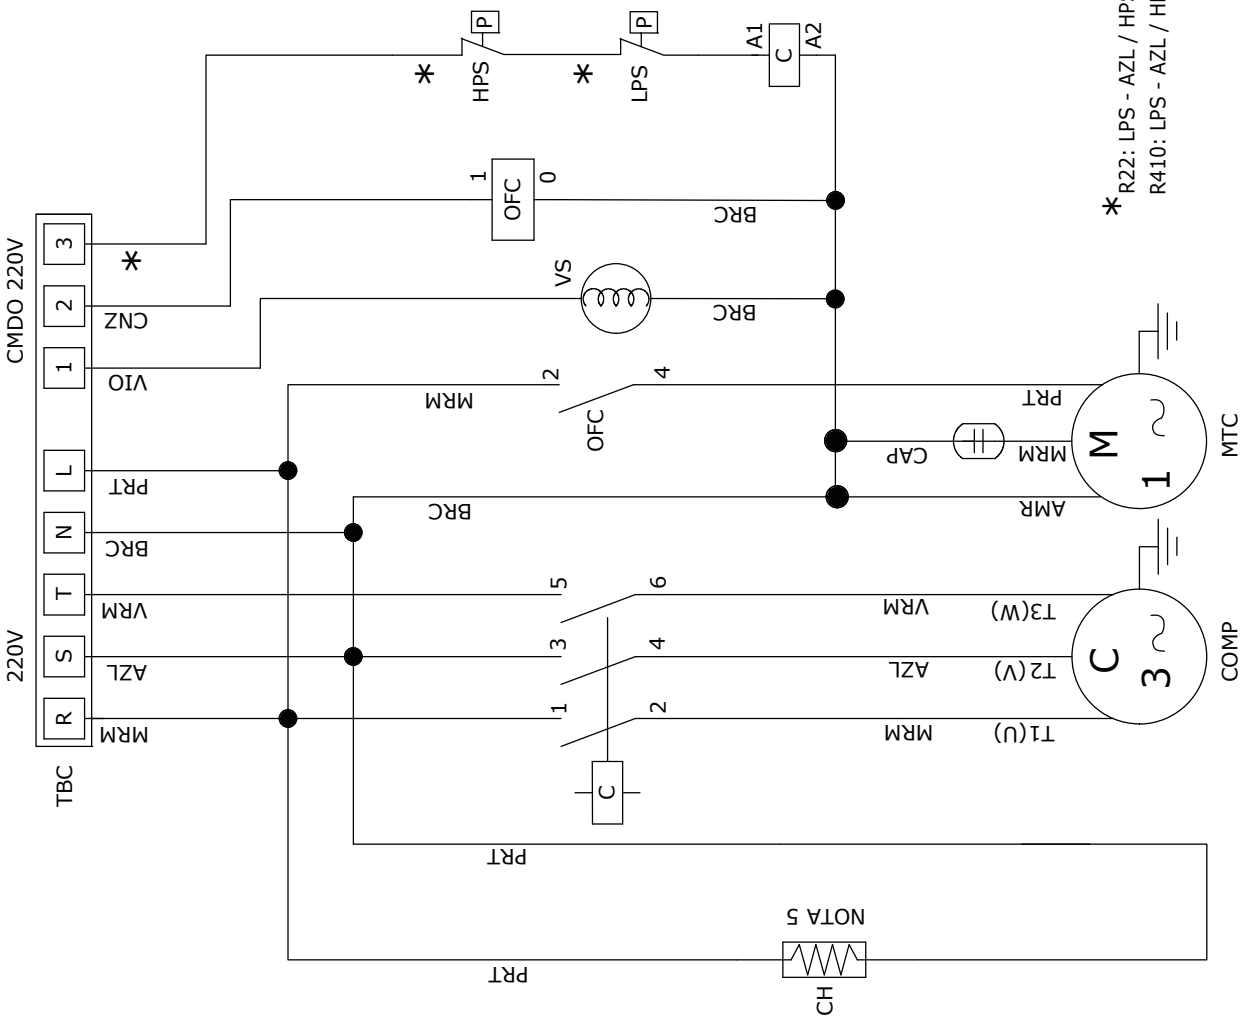 CMDO 220V
220V
TBC
R
S
T
N
L
1
2
3
MRM
AZL
VRM
BRC
PRT
VIO
CNZ
*
*
HPS
P
*
LPS
P
A1
C
A2
1
OFC
0
BRC
VS
BRC
MRM
2
OFC
4
PRT
BRC
CAP
MRM
AMR
M
1
MTC
5
6
VRM
T3(W)
3
4
AZL
T2(V)
1
2
MRM
T1(U)
C
C
3
COMP
PRT
NOTA 5
PRT
CH
* R22: LPS - AZL / HPS
R410: LPS - AZL /